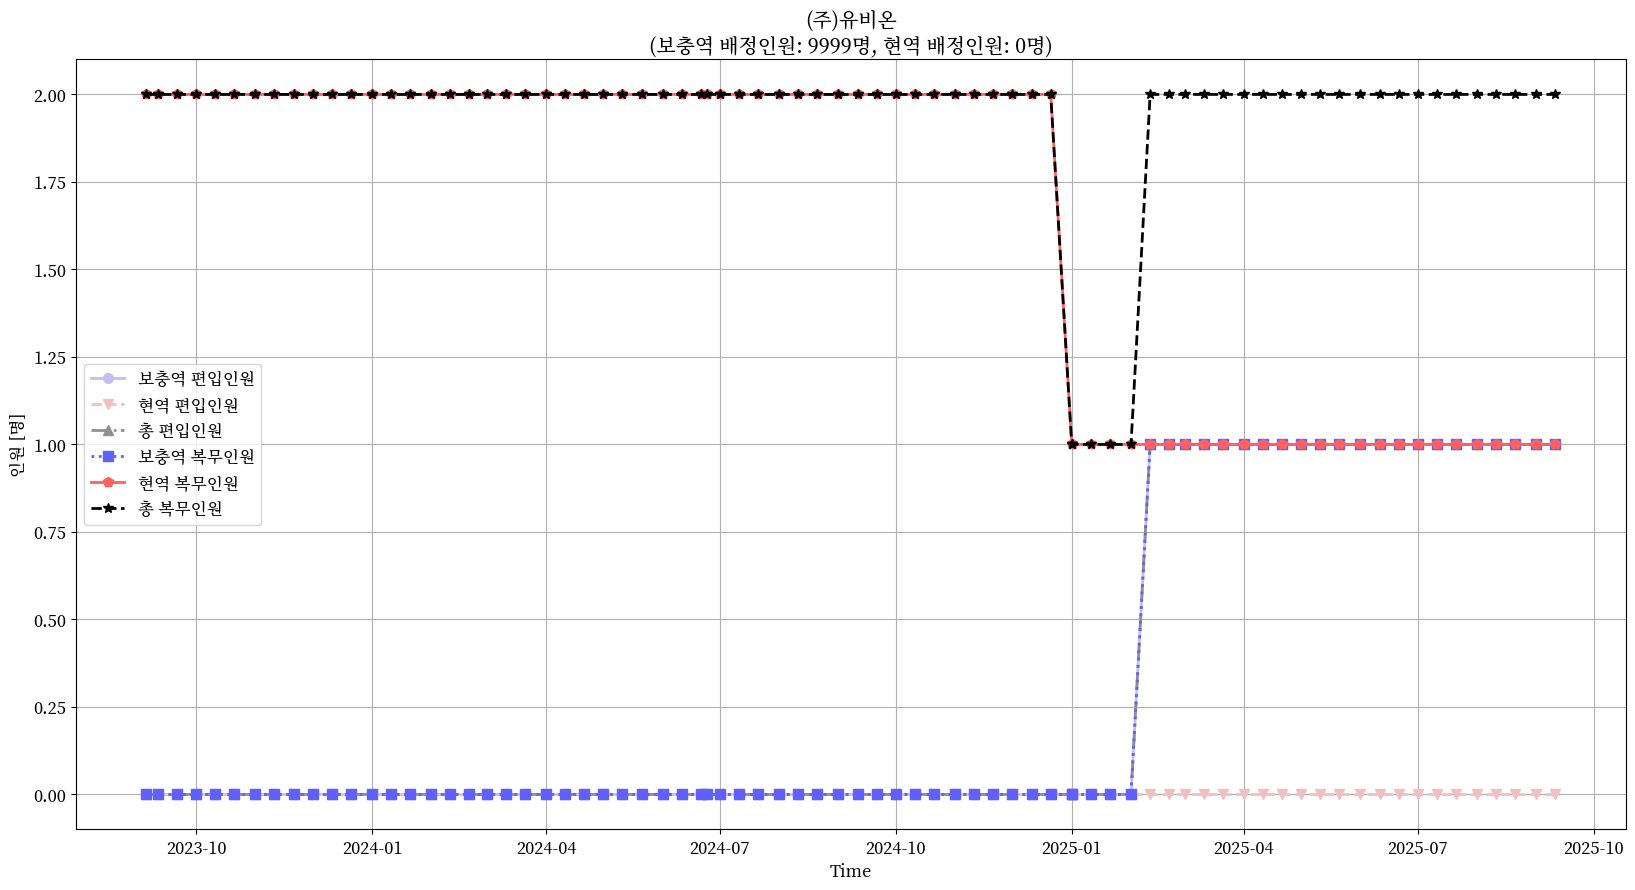 (주)유비온
(보충역 배정인원: 9999명, 현역 배정인원: 0명)
2.00
1.75
1.50
1.25
1.00
0.75
0.50
0.25
0.00
인원 [명]
보충역 편입인원
현역 편입인원
총 편입인원
보충역 복무인원
현역 복무인원
총 복무인원
2023-10
2024-01
2024-04
2024-07
2024-10
2025-01
2025-04
2025-07
2025-10
Time